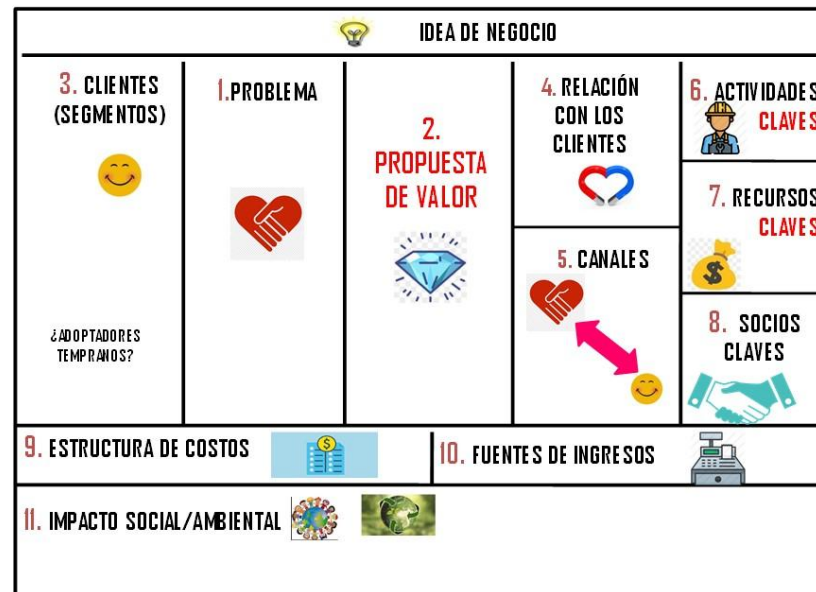 IDEA DE NEGOCIO
3. CLIENTES
(SEGMENTOS)
¿ADOPTADORES
TEMPRANOS?
1.PROBLEMA
2.
PROPUESTA
DE VALOR
4. RELACIÓN
CON LOS
CLIENTES
5. CANALES
6. ACTIVIDADES
CLAVES
7. RECURSOS
CLAVES
8. SOCIOS
CLAVES
9. ESTRUCTURA DE COSTOS
10. FUENTES DE INGRESOS
11. IMPACTO SOCIAL/AMBIENTAL